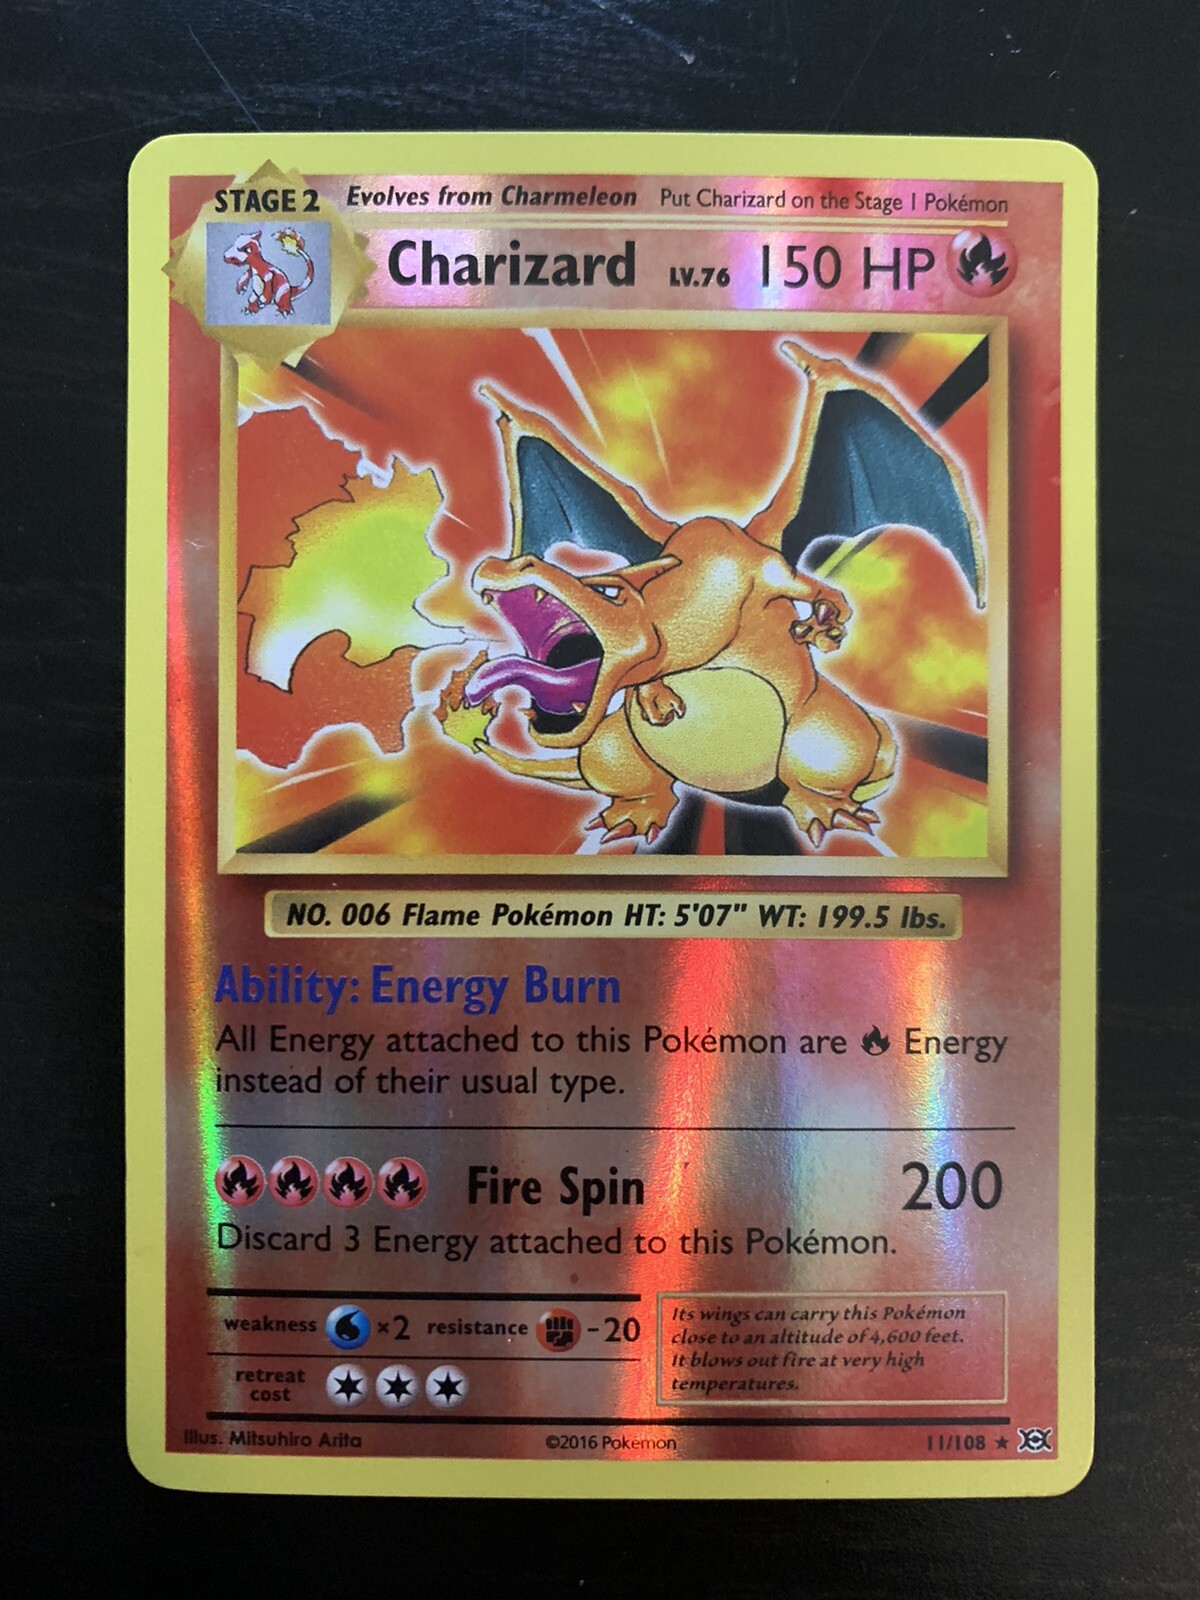 STAGE 2 Evolves from Charmeleon Put Charizard on the Stage 1 Pokémon
Charizard LV.76 150 HP
NO. 006 Flame Pokémon HT: 5'07" WT: 199.5 lbs.
Ability: Energy Burn
All Energy attached to this Pokémon are Energy
instead of their usual type.
Fire Spin 200
Discard 3 Energy attached to this Pokémon.
weakness ×2 resistance -20
retreat
cost
Its wings can carry this Pokémon
close to an altitude of 4,600 feet.
It blows out fire at very high
temperatures.
Illus. Mitsuhiro Arita ©2016 Pokémon 11/108 ★